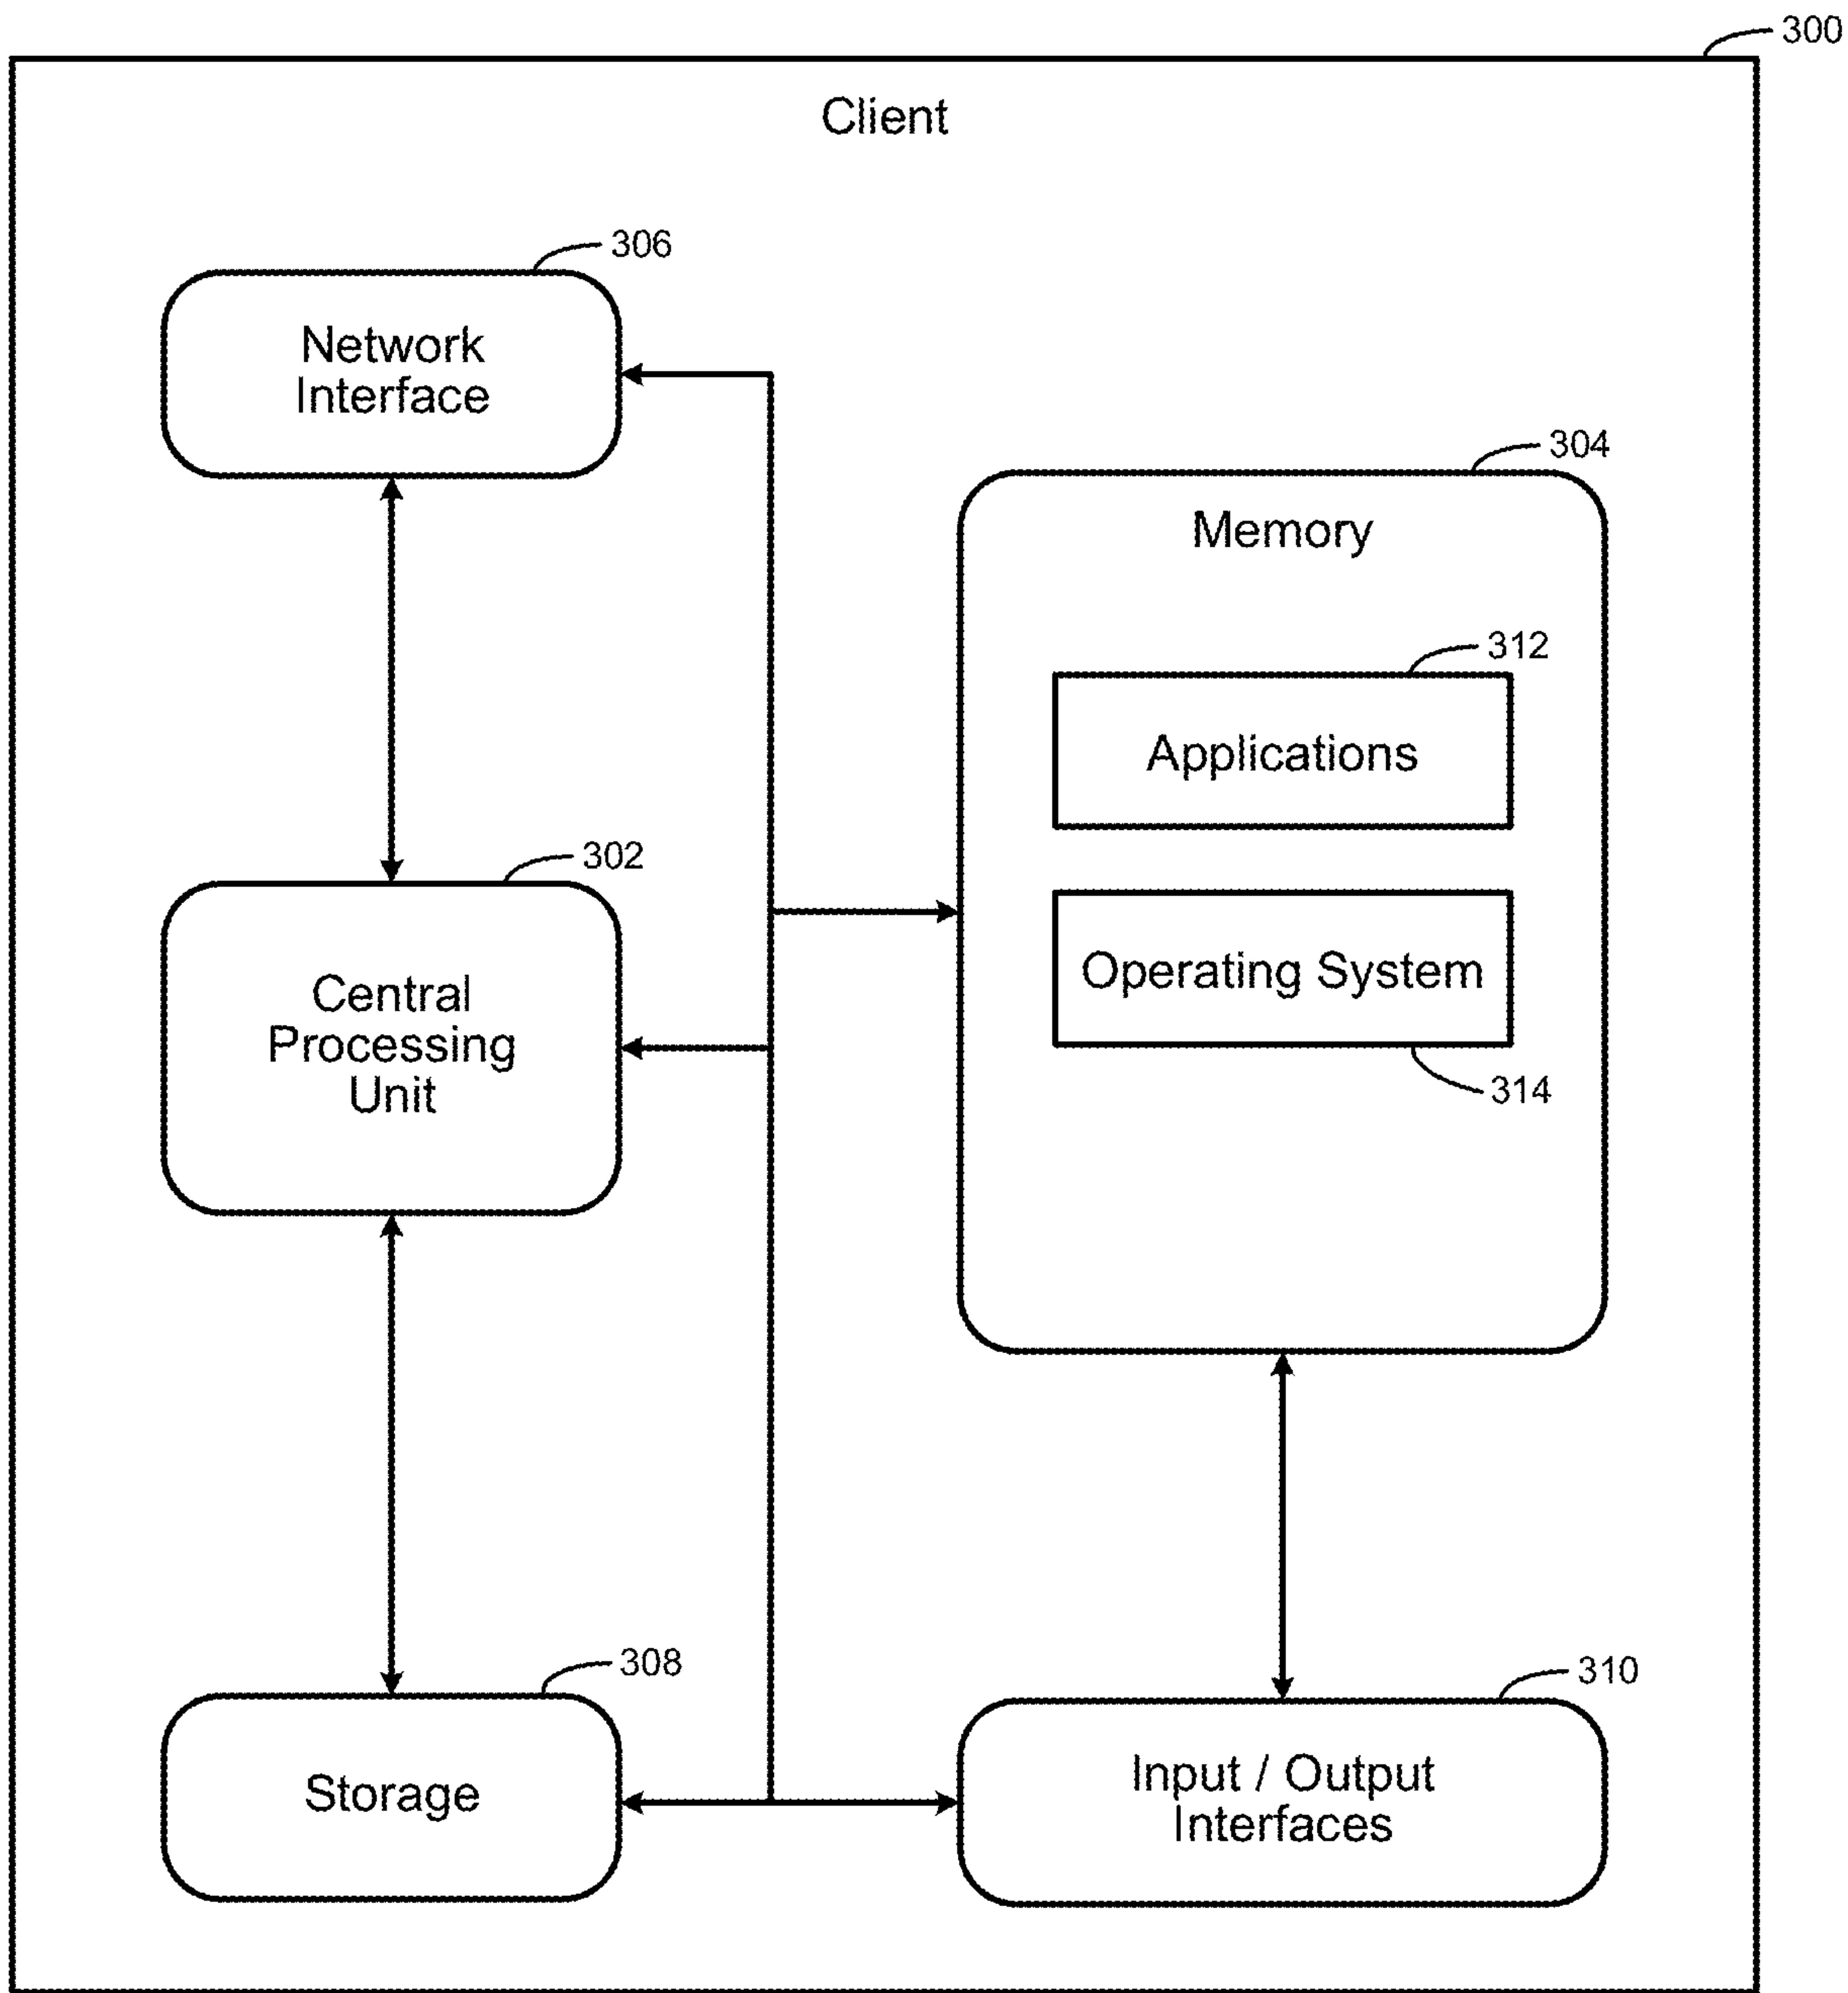 300
Client
306
Network
Interface
304
Memory
312
Applications
302
Central
Processing
Unit
Operating System
314
308
Storage
310
Input / Output
Interfaces